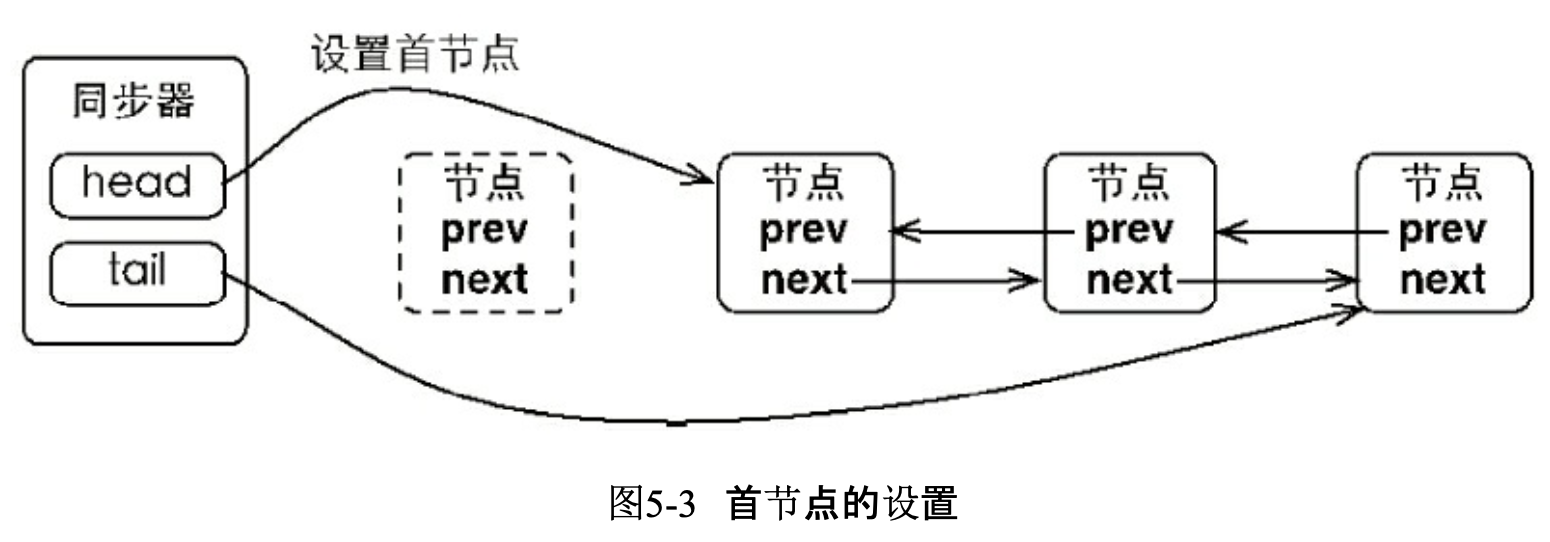 设置首节点
同步器
head
tail
节点
prev
next
节点
prev
next
节点
prev
next
节点
prev
next
图5-3 首节点的设置